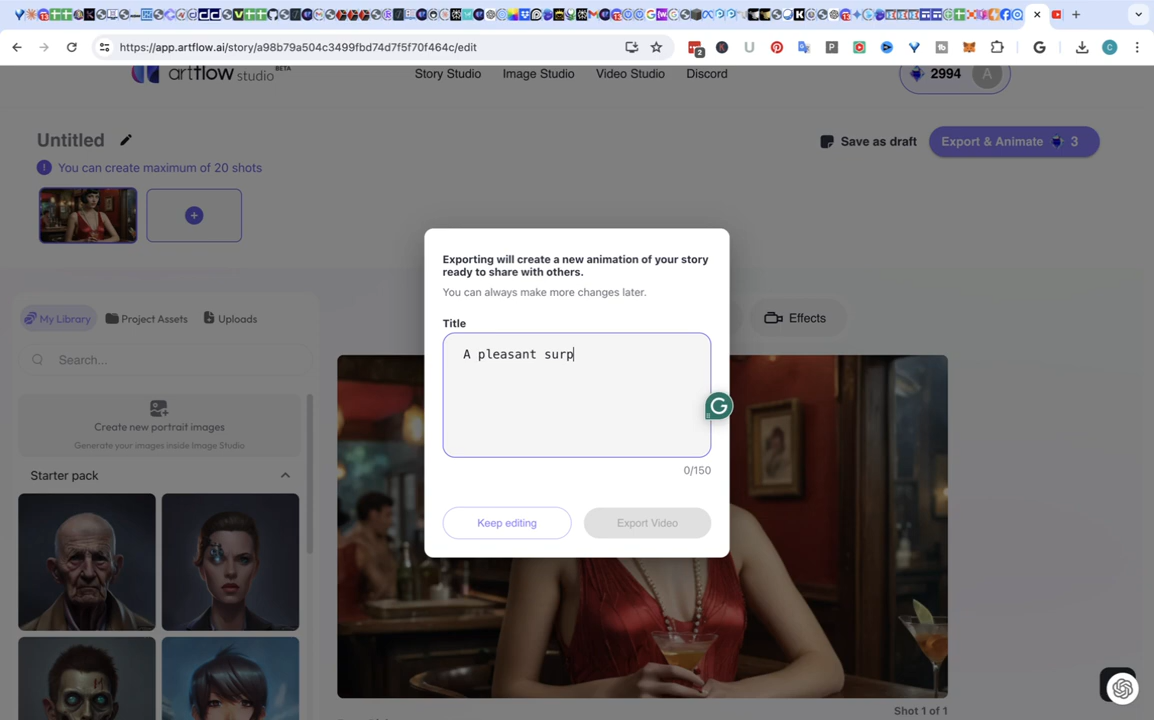 https://app.artflow.ai/story/a98b79a504c3499fbd74d7f5f70f464c/edit
2
artflow studio BETA
Story Studio Image Studio Video Studio Discord
2994 A
Untitled
Save as draft
Export & Animate 3
You can create maximum of 20 shots
Exporting will create a new animation of your story
ready to share with others.
You can always make more changes later.
Title
A pleasant surp
0/150
Keep editing
Export Video
My Library Project Assets Uploads
Effects
Search...
Create new portrait images
Generate your images inside Image Studio
Starter pack
Shot 1 of 1